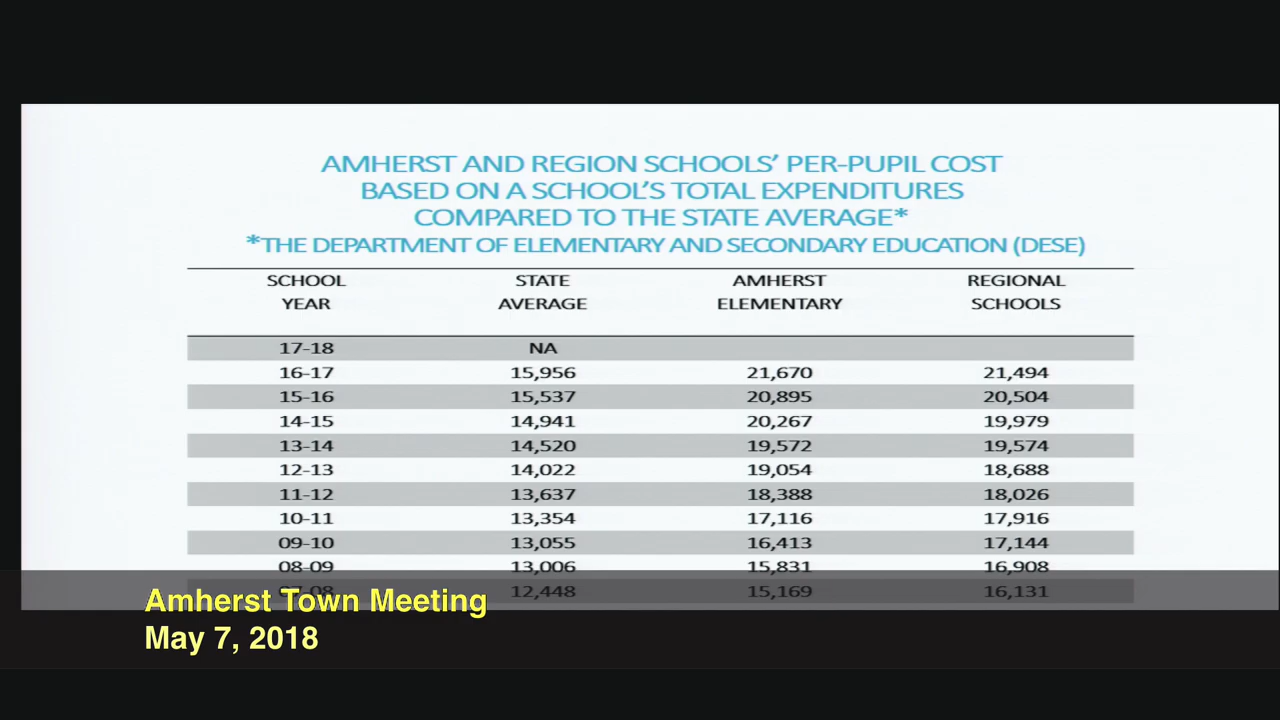 AMHERST AND REGION SCHOOLS' PER-PUPIL COST
BASED ON A SCHOOL'S TOTAL EXPENDITURES
COMPARED TO THE STATE AVERAGE*
*THE DEPARTMENT OF ELEMENTARY AND SECONDARY EDUCATION (DESE)
SCHOOL YEAR STATE AVERAGE AMHERST ELEMENTARY REGIONAL SCHOOLS
17-18 NA
16-17 15,956 21,670 21,494
15-16 15,537 20,895 20,504
14-15 14,941 20,267 19,979
13-14 14,520 19,572 19,574
12-13 14,022 19,054 18,688
11-12 13,637 18,388 18,026
10-11 13,354 17,116 17,916
09-10 13,055 16,413 17,144
08-09 13,006 15,831 16,908
07-08 12,448 15,169 16,131
Amherst Town Meeting
May 7, 2018